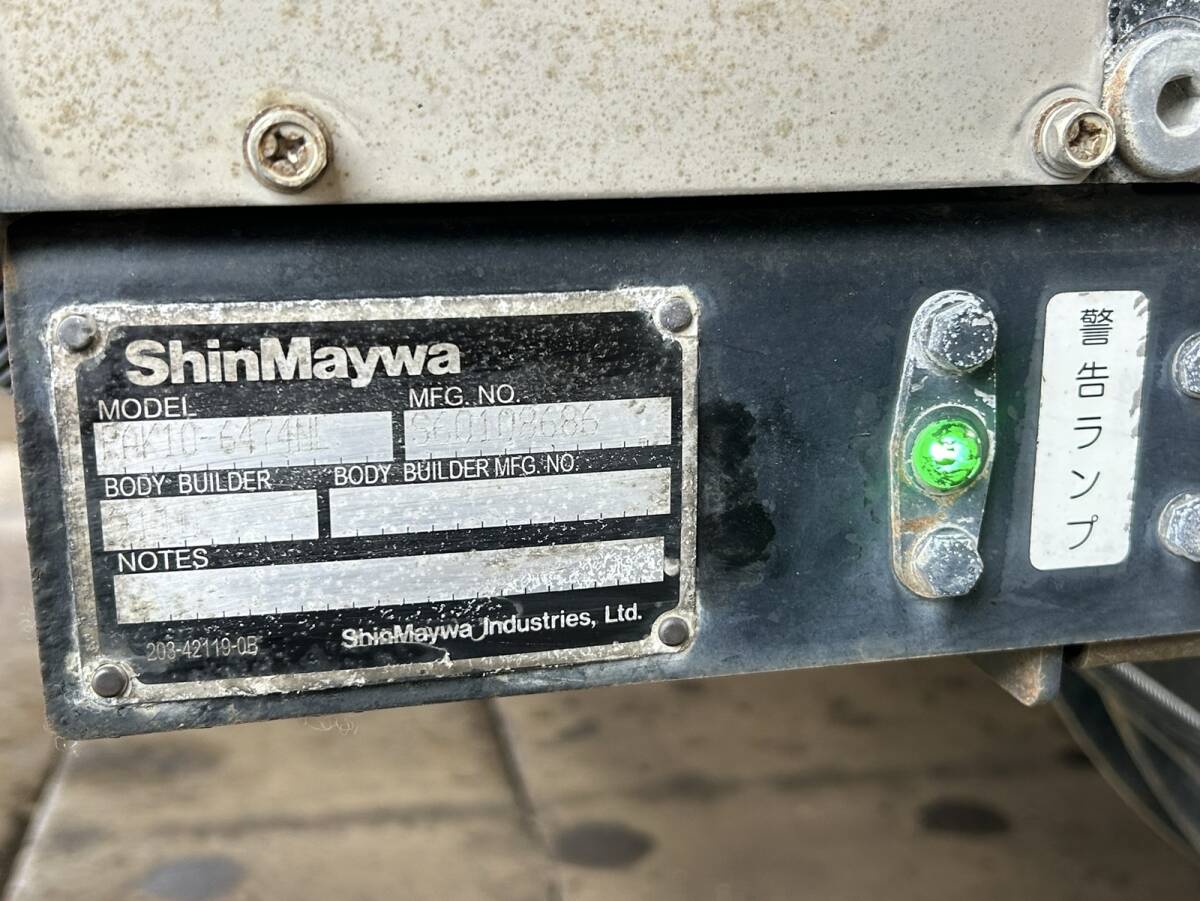 ShinMaywa
MODEL
MFG. NO.
RAK10-6474NL
S60108686
BODY BUILDER
BODY BUILDER MFG. NO.
NOTES
203-42119-0B
ShinMaywa Industries, Ltd.
警告ランプ